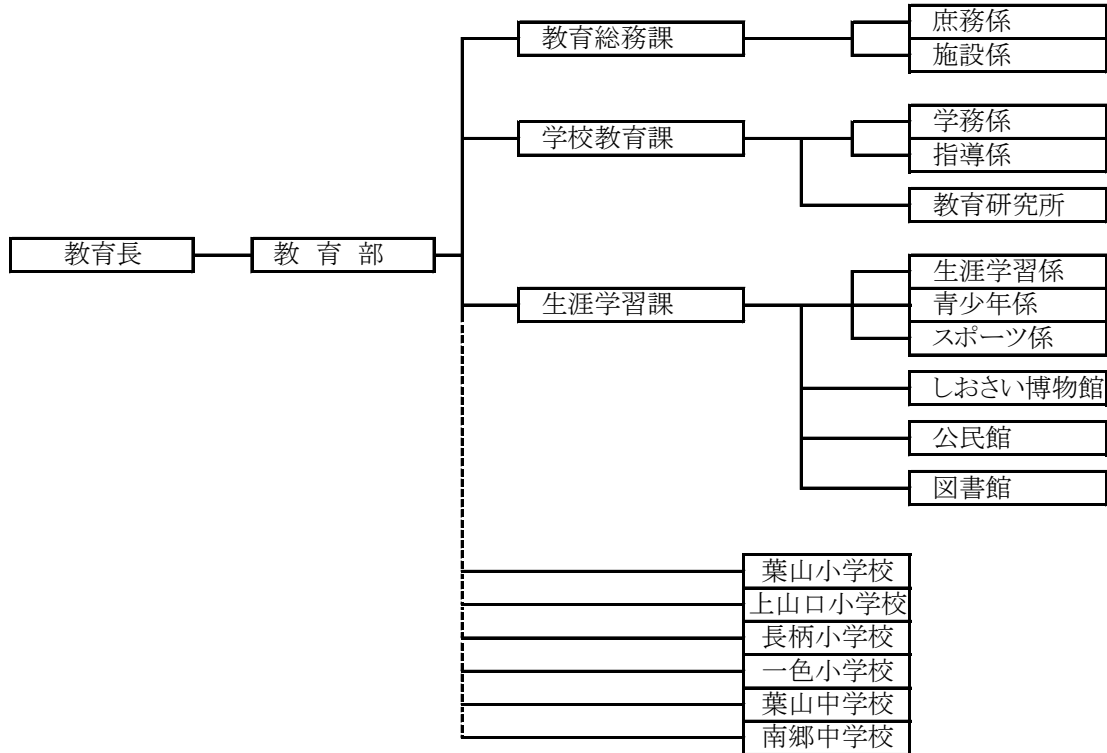 教育総務課
庶務係
施設係
学校教育課
学務係
指導係
教育研究所
教育長
教 育 部
生涯学習課
生涯学習係
青少年係
スポーツ係
しおさい博物館
公民館
図書館
葉山小学校
上山口小学校
長柄小学校
一色小学校
葉山中学校
南郷中学校